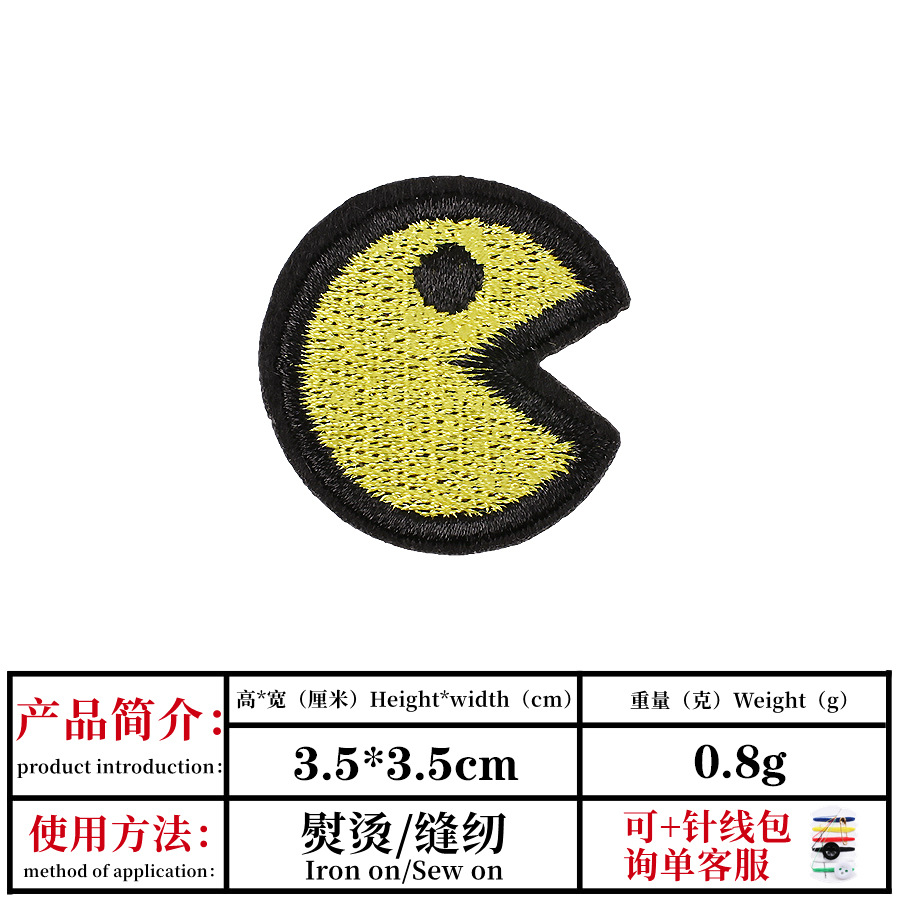 产品简介：
product introduction：
高*宽（厘米）Height*width（cm）
重量（克）Weight（g）
3.5*3.5cm
0.8g
使用方法：
method of application：
熨烫/缝纫
Iron on/Sew on
可+针线包
询单客服